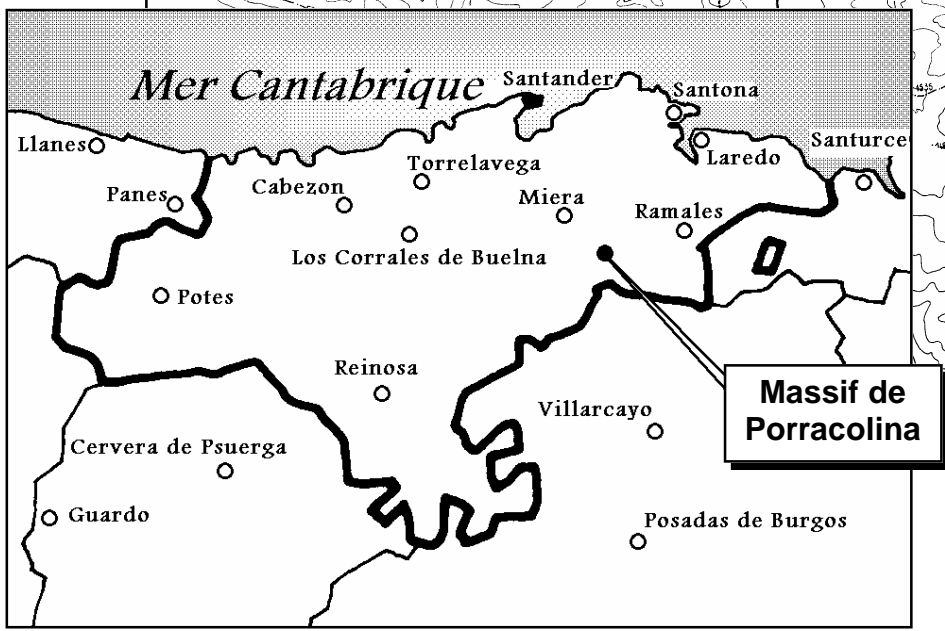 Mer Cantabrique
Santander
Santona
Llanes
Santurce
Laredo
Torrelavega
Panes
Cabezon
Miera
Ramales
Los Corrales de Buelna
Potes
Reinosa
Massif de
Porracolina
Villarcayo
Cervera de Psuerga
Guardo
Posadas de Burgos